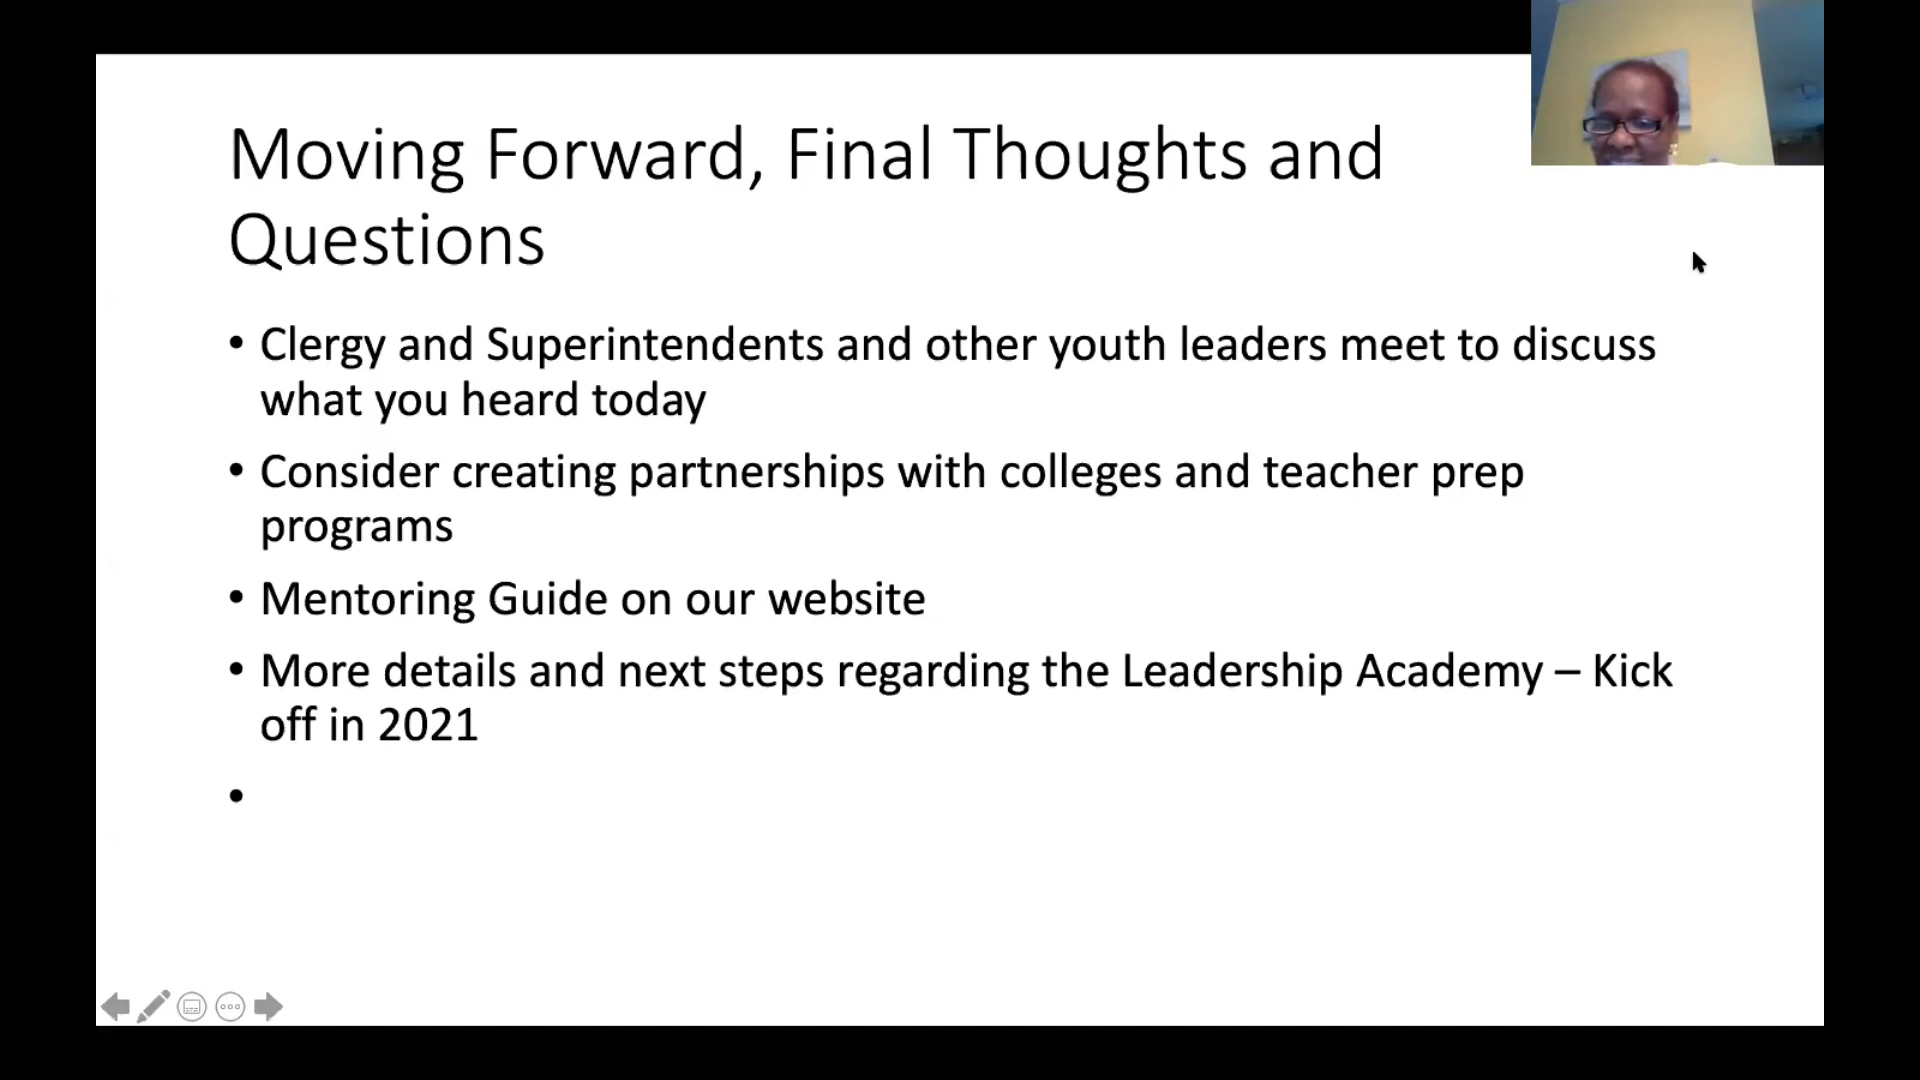 Moving Forward, Final Thoughts and
Questions
• Clergy and Superintendents and other youth leaders meet to discuss
what you heard today
• Consider creating partnerships with colleges and teacher prep
programs
• Mentoring Guide on our website
• More details and next steps regarding the Leadership Academy – Kick
off in 2021
•